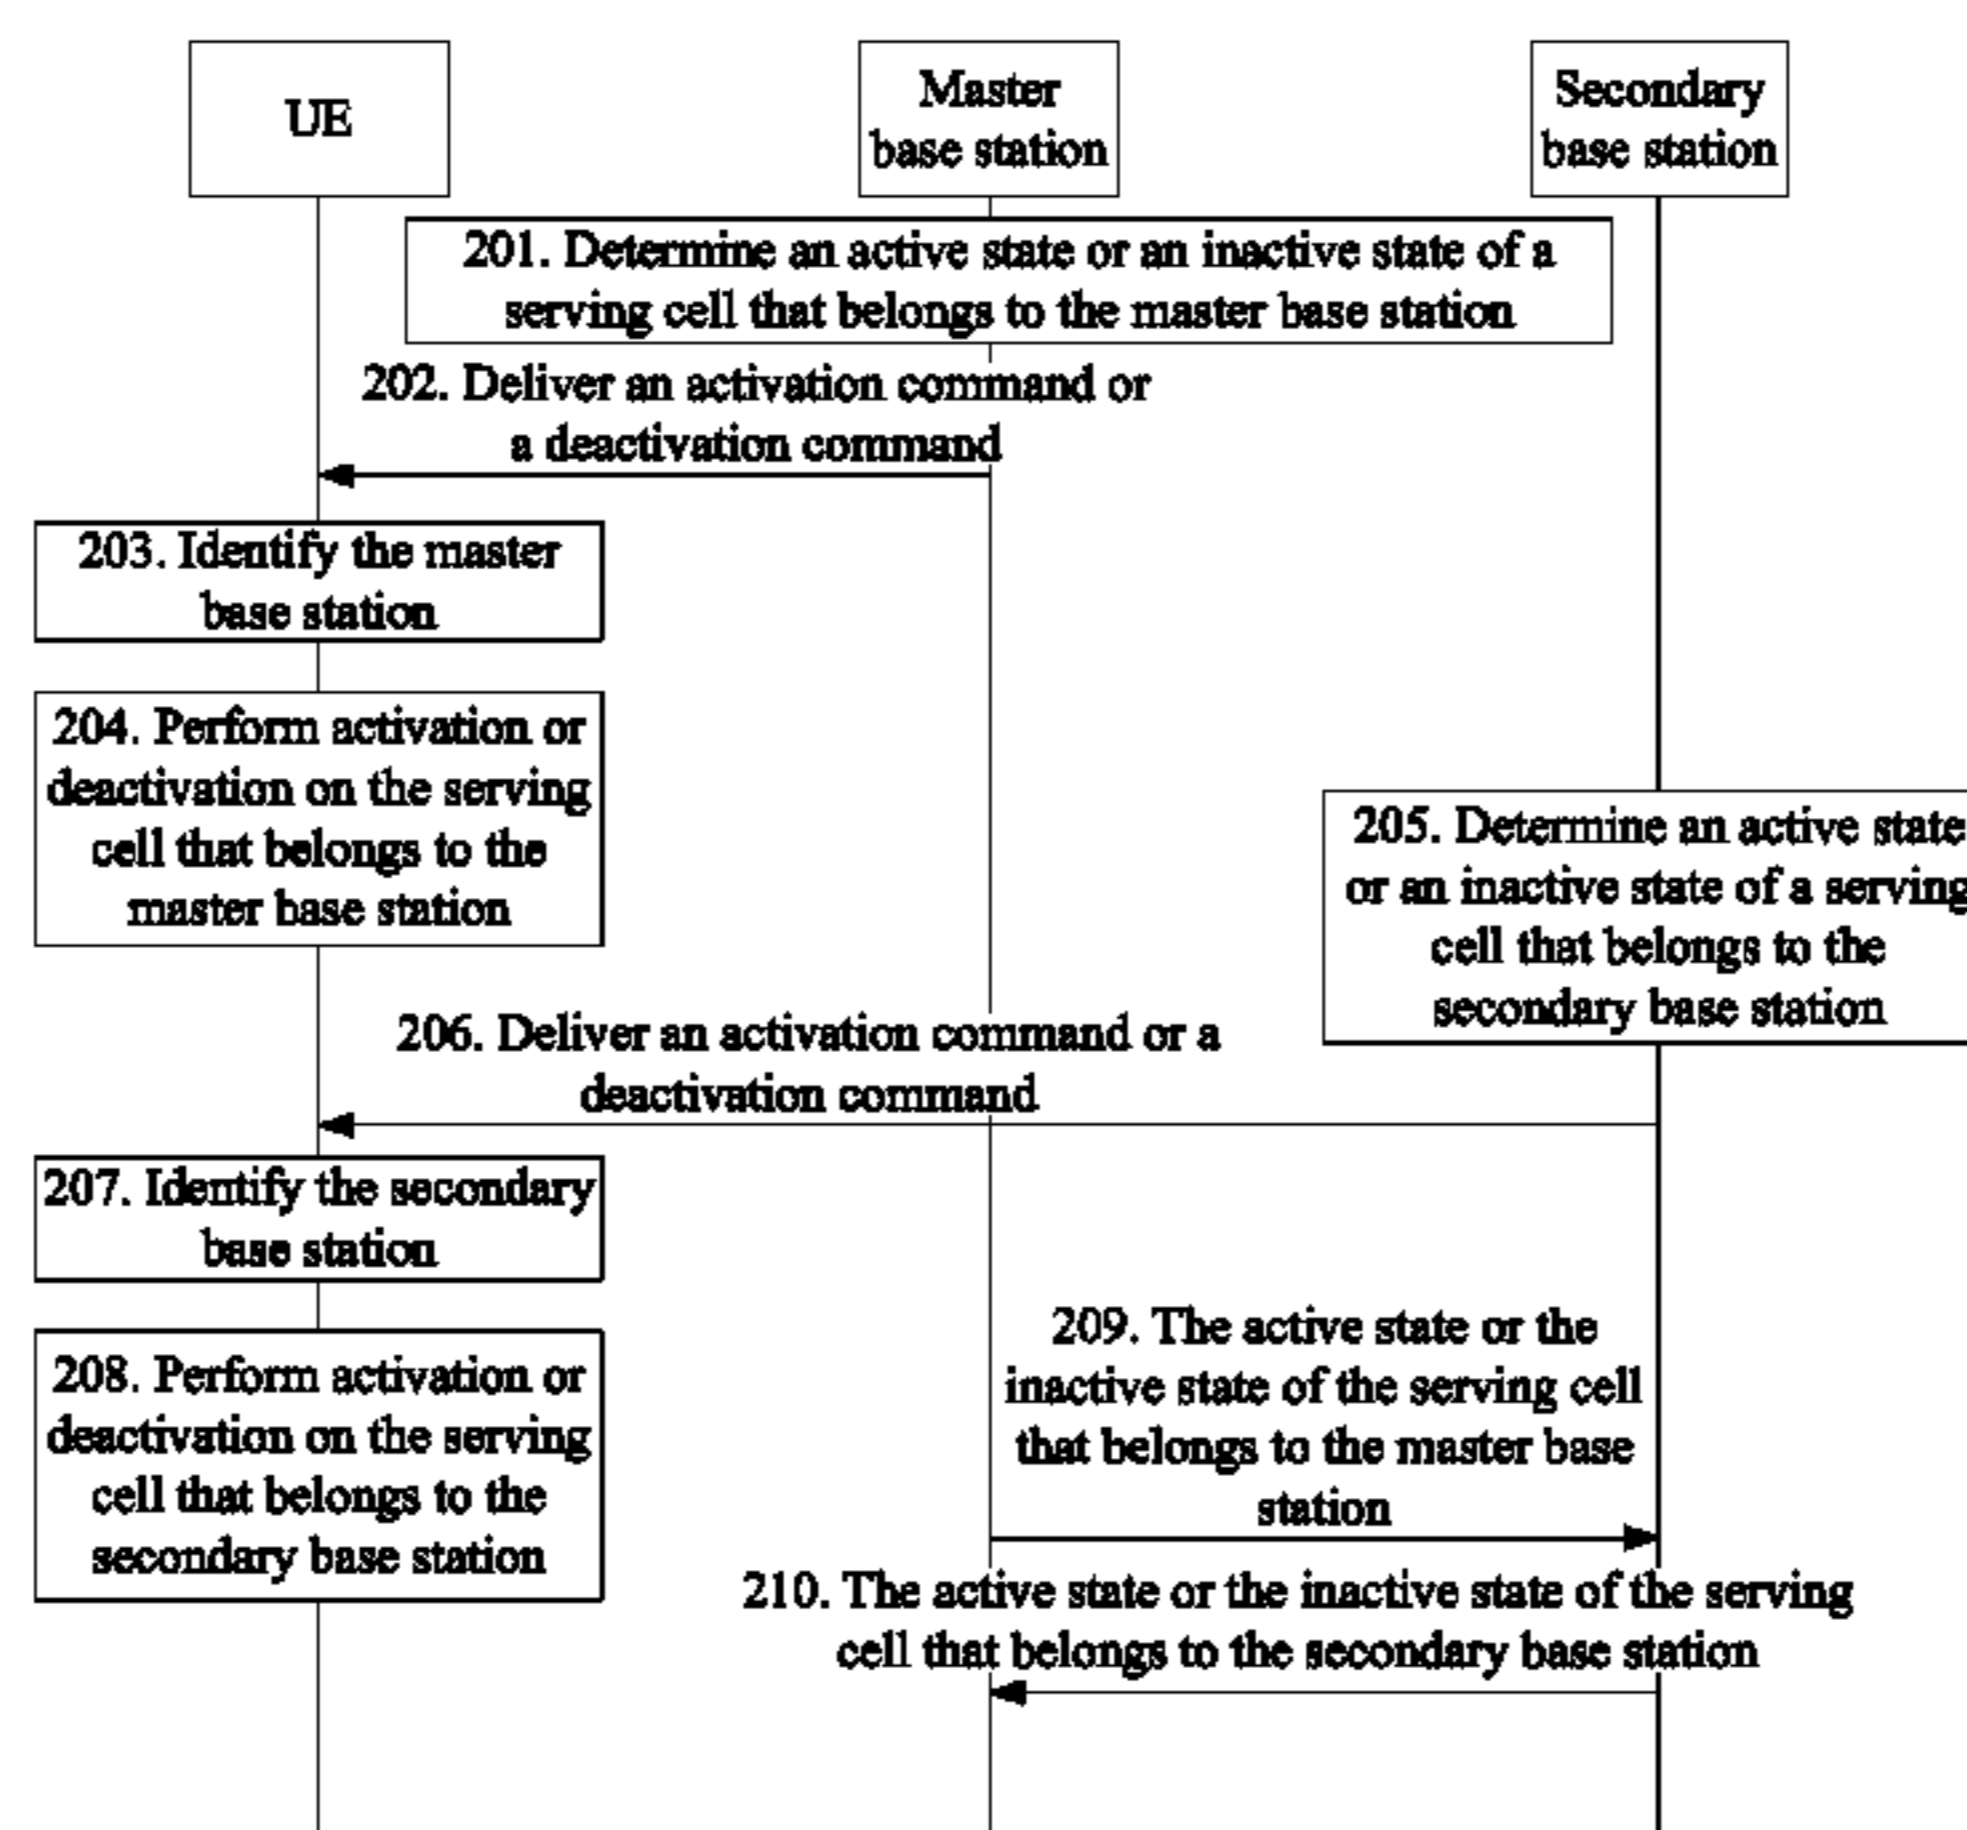 UE
Master
base station
Secondary
base station
201. Determine an active state or an inactive state of a
serving cell that belongs to the master base station
202. Deliver an activation command or
a deactivation command
203. Identify the master
base station
204. Perform activation or
deactivation on the serving
cell that belongs to the
master base station
205. Determine an active state
or an inactive state of a serving
cell that belongs to the
secondary base station
206. Deliver an activation command or a
deactivation command
207. Identify the secondary
base station
208. Perform activation or
deactivation on the serving
cell that belongs to the
secondary base station
209. The active state or the
inactive state of the serving cell
that belongs to the master base
station
210. The active state or the inactive state of the serving
cell that belongs to the secondary base station